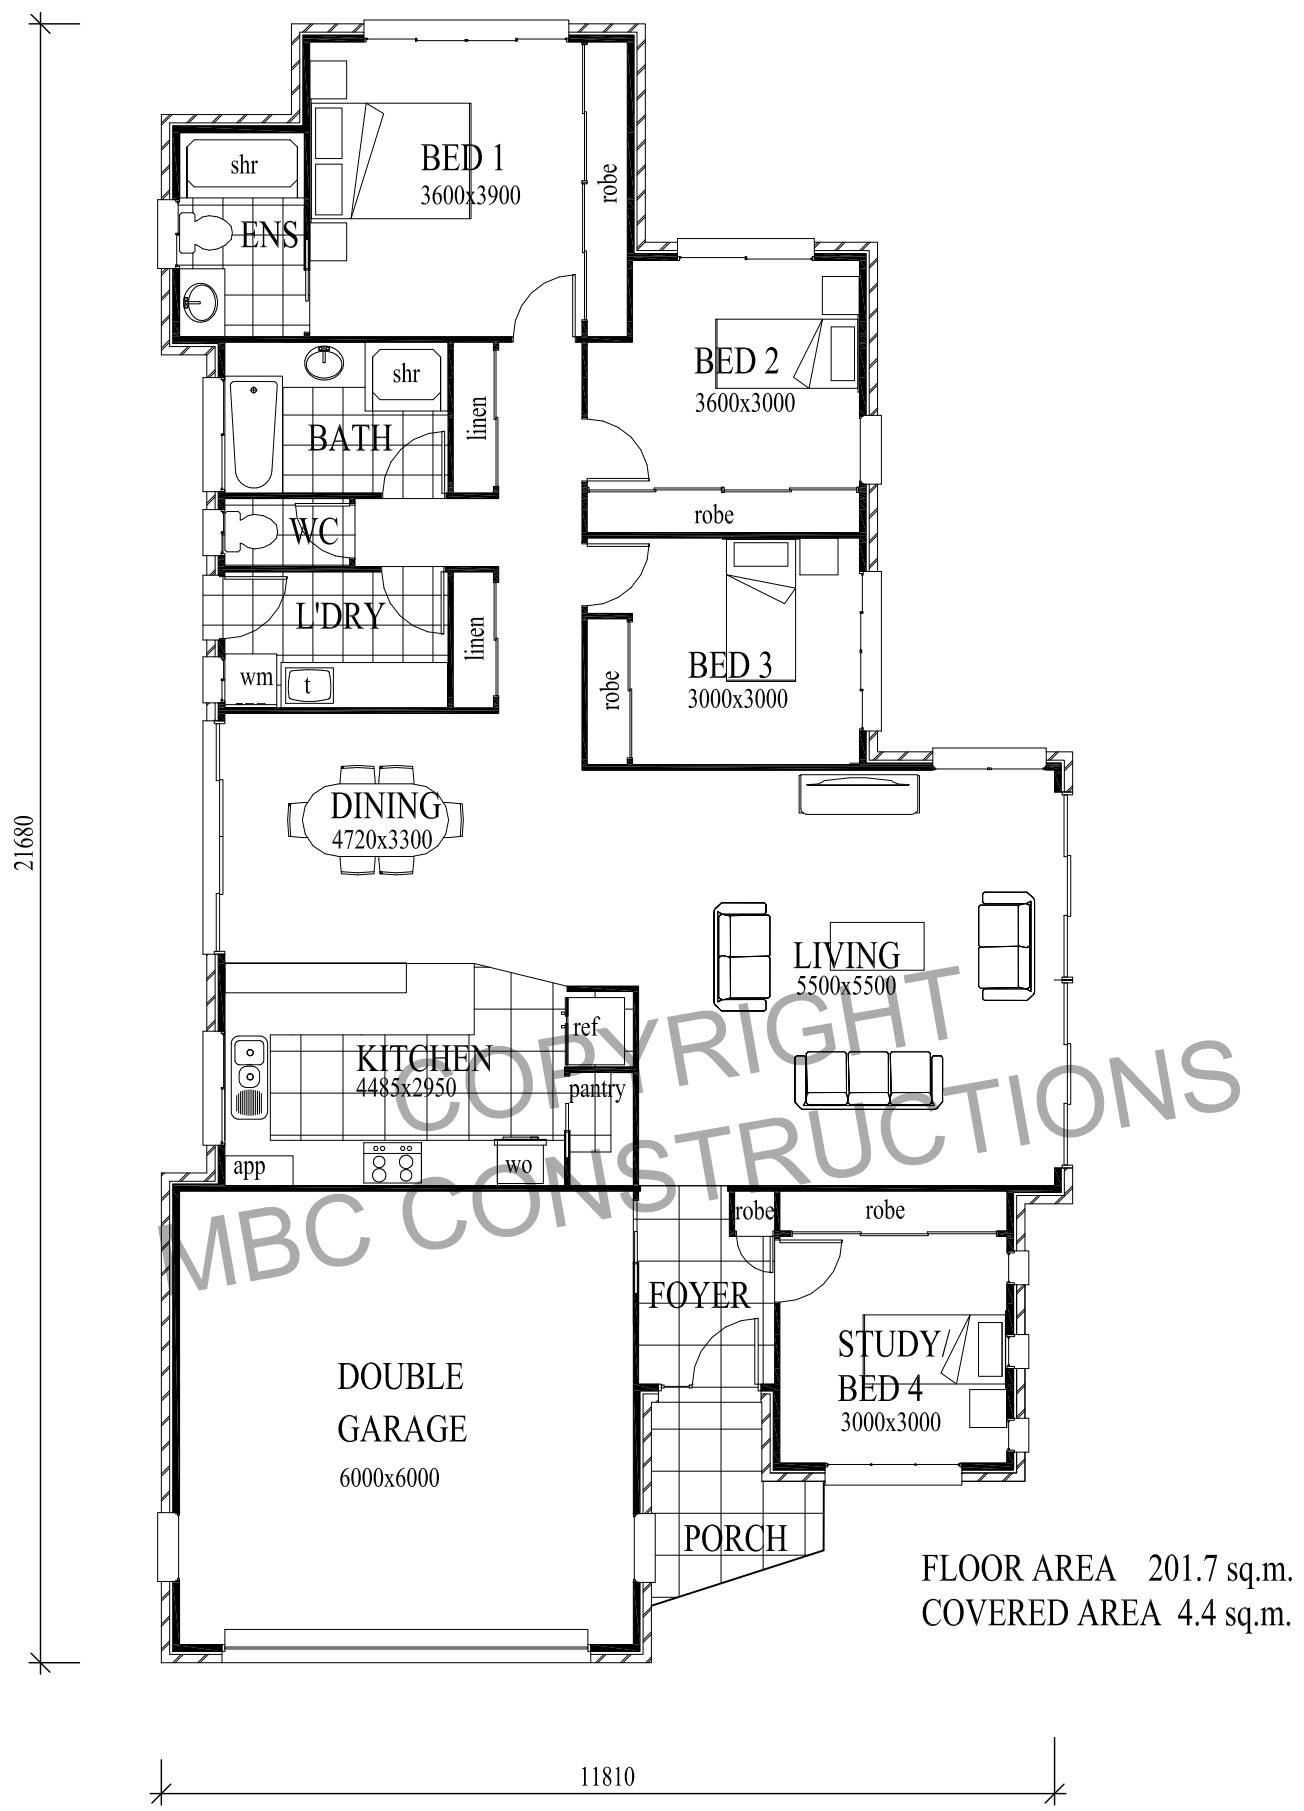 shr
BED 1
3600x3900
robe
ENS
BED 2
3600x3000
shr
linen
BATH
robe
WC
L'DRY
linen
wm
t
BED 3
3000x3000
robe
DINING
4720x3300
21680
LIVING
5500x5500
ref
KITCHEN
4485x2950
pantry
app
wo
COPYRIGHT
MBC CONSTRUCTIONS
robe
robe
FOYER
STUDY/
BED 4
3000x3000
DOUBLE
GARAGE
6000x6000
PORCH
FLOOR AREA 201.7 sq.m.
COVERED AREA 4.4 sq.m.
11810